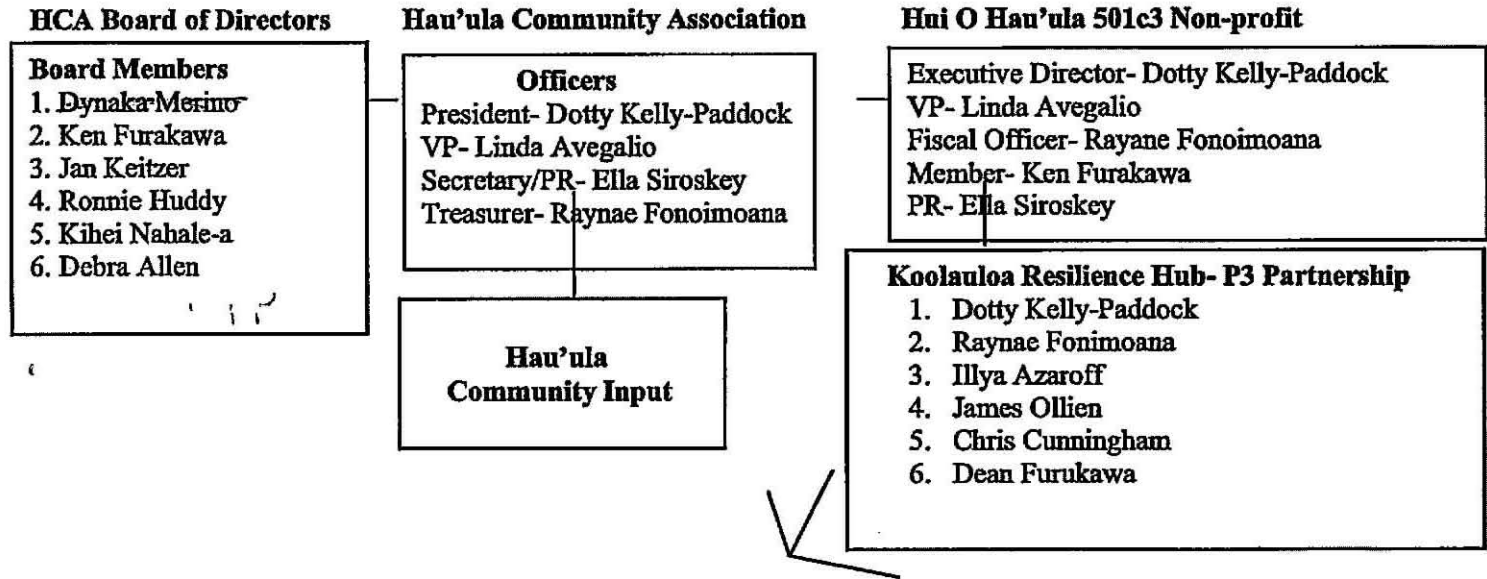 HCA Board of Directors
Board Members
1. Dynaka Merino
2. Ken Furakawa
3. Jan Keitzer
4. Ronnie Huddy
5. Kihei Nahale-a
6. Debra Allen
Hau'ula Community Association
Officers
President- Dotty Kelly-Paddock
VP- Linda Avegalio
Secretary/PR- Ella Siroskey
Treasurer- Raynae Fonoimoana
Hau'ula
Community Input
Hui O Hau'ula 501c3 Non-profit
Executive Director- Dotty Kelly-Paddock
VP- Linda Avegalio
Fiscal Officer- Rayane Fonoimoana
Member- Ken Furakawa
PR- Ella Siroskey
Koolauloa Resilience Hub- P3 Partnership
1. Dotty Kelly-Paddock
2. Raynae Fonimoana
3. Illya Azaroff
4. James Ollien
5. Chris Cunningham
6. Dean Furukawa